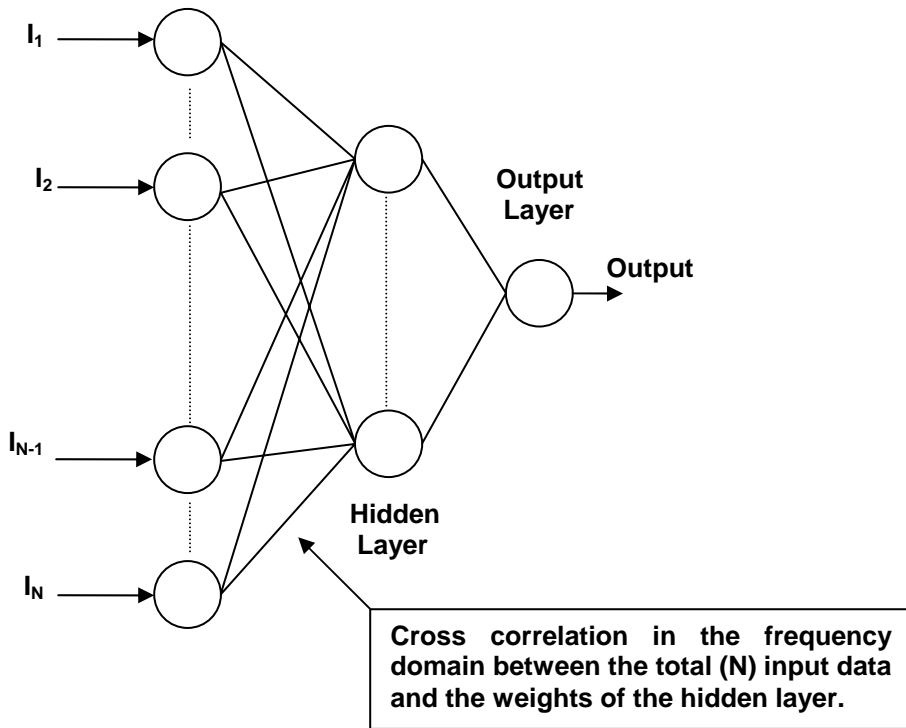 I1
I2
Output
Layer
Output
IN-1
Hidden
Layer
IN
Cross correlation in the frequency
domain between the total (N) input data
and the weights of the hidden layer.